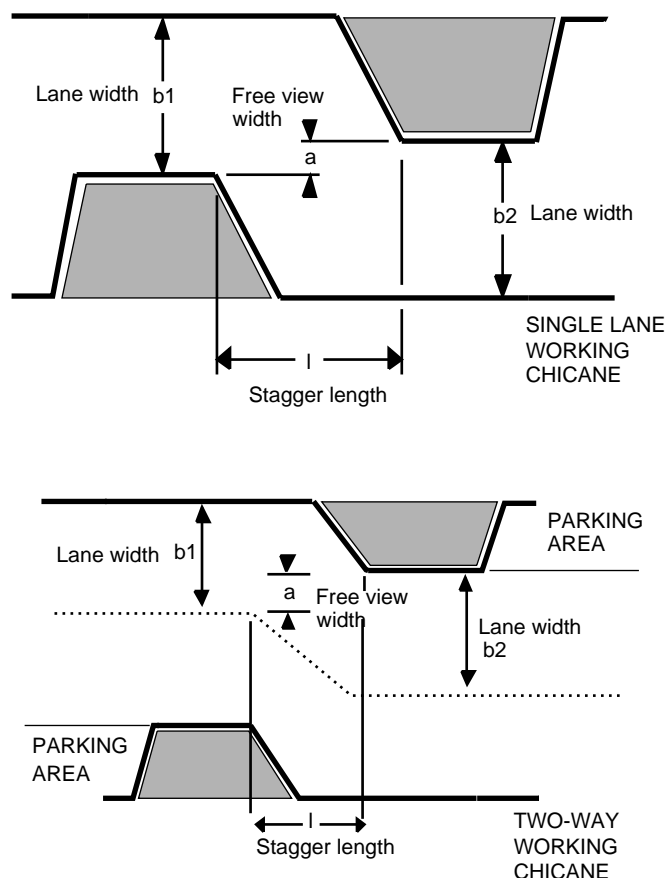 Lane width b1
Free view
width
a
b2 Lane width
SINGLE LANE
WORKING
CHICANE
l
Stagger length
PARKING
AREA
Lane width b1
a
Free view
width
Lane width
b2
PARKING
AREA
l
Stagger length
TWO-WAY
WORKING
CHICANE